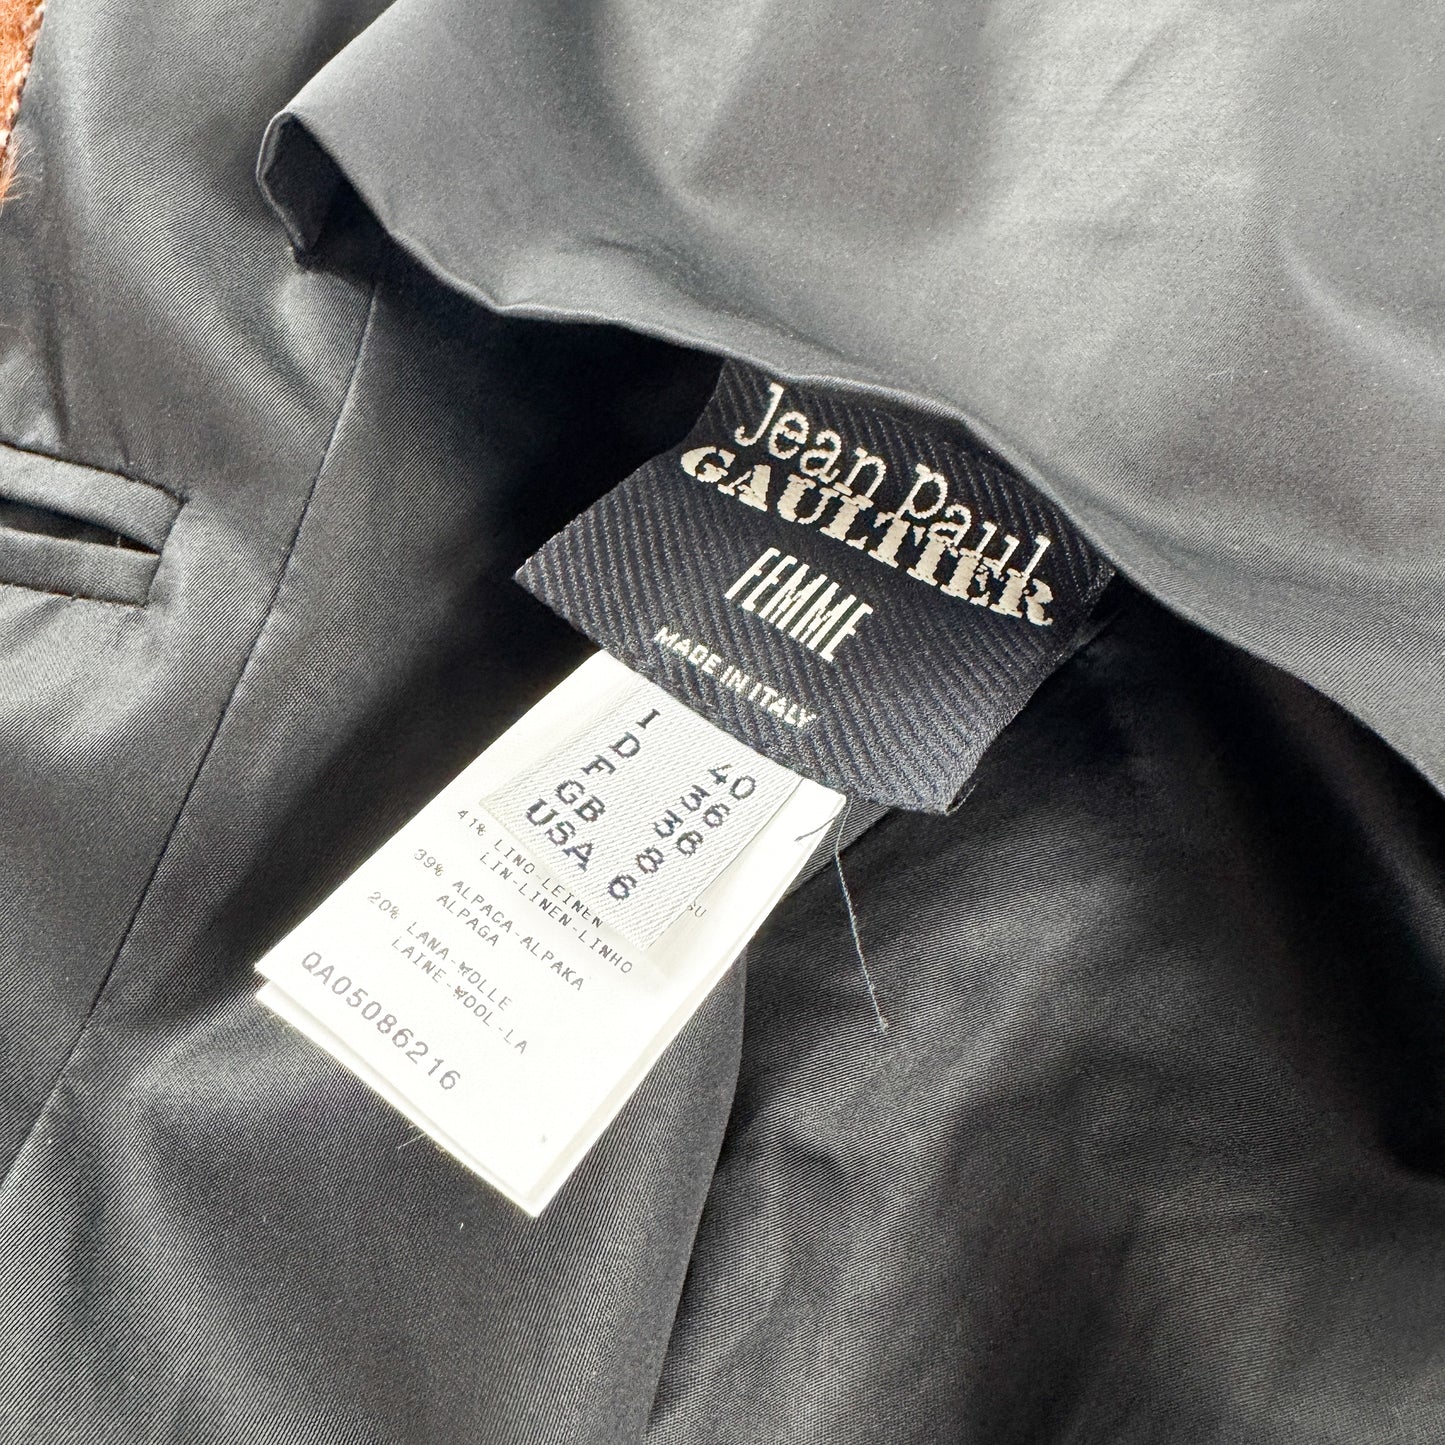 Jean Paul
GAULTIER
FEMME
MADE IN ITALY
I 40
D 36
F 36
GB 8
USA 6
41% LINO-LEINEN
LIN-LINEN-LINHO
39% ALPACA-ALPAKA
ALPAGA
20% LANA-WOLLE
LAINE-WOOL-LA
QA05086216